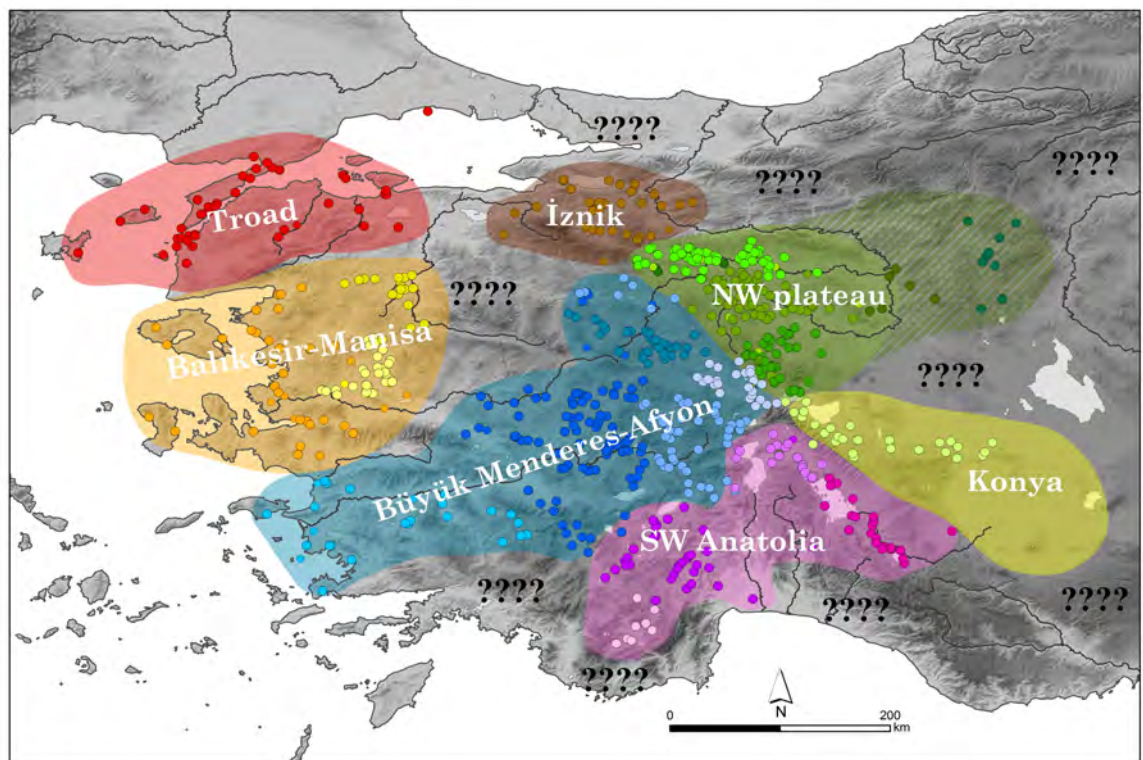 ????
????
????
Troad
İznik
NW plateau
????
Balıkesir-Manisa
????
Büyük Menderes-Afyon
Konya
SW Anatolia
????
????
????
????
N
0
200
km